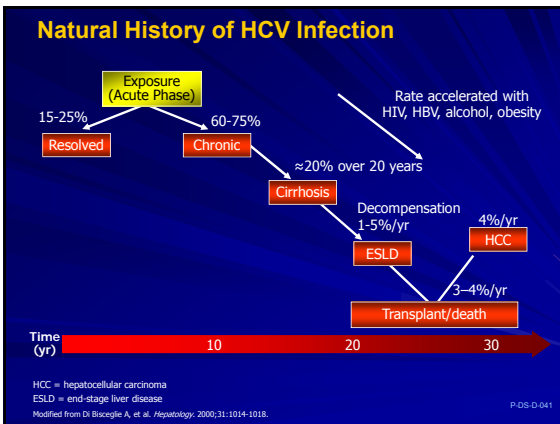 Natural History of HCV Infection
Exposure
(Acute Phase)
15-25%
60-75%
Rate accelerated with
HIV, HBV, alcohol, obesity
Resolved
Chronic
≈20% over 20 years
Cirrhosis
Decompensation
1-5%/yr
4%/yr
ESLD
HCC
3–4%/yr
Transplant/death
Time
(yr)
10
20
30
HCC = hepatocellular carcinoma
ESLD = end-stage liver disease
Modified from Di Bisceglie A, et al. Hepatology. 2000;31:1014-1018.
P-DS-D-041